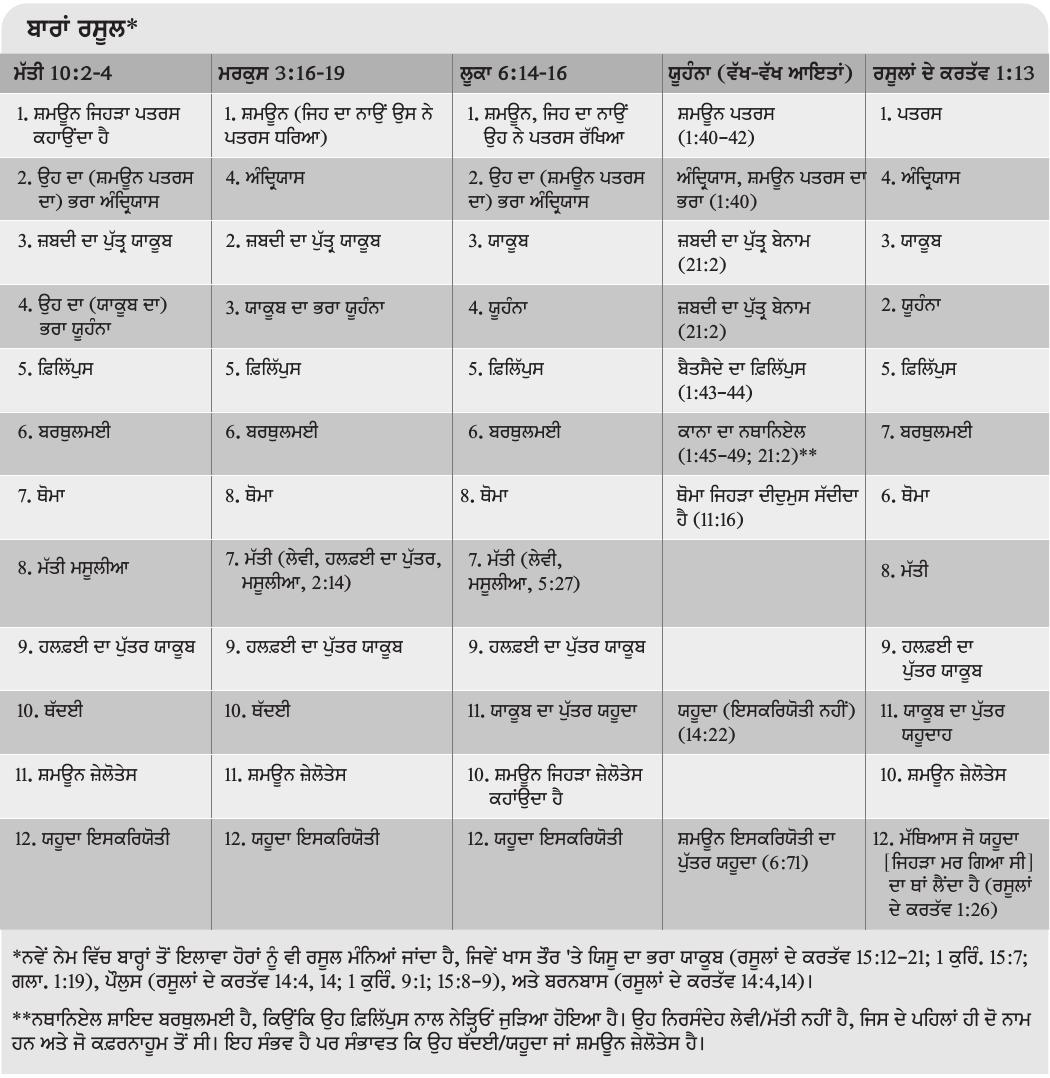 ਬਾਰਾਂ ਰਸੂਲ*
ਮੱਤੀ 10:2-4
ਮਰਕੁਸ 3:16-19
ਲੂਕਾ 6:14-16
ਯੂਹੰਨਾ (ਵੱਖ-ਵੱਖ ਆਇਤਾਂ)
ਰਸੂਲਾਂ ਦੇ ਕਰਤੱਵ 1:13
1. ਸ਼ਮਊਨ ਜਿਹੜਾ ਪਤਰਸ
ਕਹਾਉਂਦਾ ਹੈ
1. ਸ਼ਮਊਨ (ਜਿਹ ਦਾ ਨਾਉਂ ਉਸ ਨੇ
ਪਤਰਸ ਧਰਿਆ)
1. ਸ਼ਮਊਨ, ਜਿਹ ਦਾ ਨਾਉਂ
ਉਹ ਨੇ ਪਤਰਸ ਰੱਖਿਆ
ਸ਼ਮਊਨ ਪਤਰਸ
(1:40-42)
1. ਪਤਰਸ
2. ਉਹ ਦਾ (ਸ਼ਮਊਨ ਪਤਰਸ
ਦਾ) ਭਰਾ ਅੰਦ੍ਰਿਯਾਸ
4. ਅੰਦ੍ਰਿਯਾਸ
2. ਉਹ ਦਾ (ਸ਼ਮਊਨ ਪਤਰਸ
ਦਾ) ਭਰਾ ਅੰਦ੍ਰਿਯਾਸ
ਅੰਦ੍ਰਿਯਾਸ, ਸ਼ਮਊਨ ਪਤਰਸ ਦਾ
ਭਰਾ (1:40)
4. ਅੰਦ੍ਰਿਯਾਸ
3. ਜ਼ਬਦੀ ਦਾ ਪੁੱਤ੍ਰ ਯਾਕੂਬ
2. ਜ਼ਬਦੀ ਦਾ ਪੁੱਤ੍ਰ ਯਾਕੂਬ
3. ਯਾਕੂਬ
ਜ਼ਬਦੀ ਦਾ ਪੁੱਤ੍ਰ ਬੇਨਾਮ
(21:2)
3. ਯਾਕੂਬ
4. ਉਹ ਦਾ (ਯਾਕੂਬ ਦਾ)
ਭਰਾ ਯੂਹੰਨਾ
3. ਯਾਕੂਬ ਦਾ ਭਰਾ ਯੂਹੰਨਾ
4. ਯੂਹੰਨਾ
ਜ਼ਬਦੀ ਦਾ ਪੁੱਤ੍ਰ ਬੇਨਾਮ
(21:2)
2. ਯੂਹੰਨਾ
5. ਫ਼ਿਲਿੱਪੁਸ
5. ਫ਼ਿਲਿੱਪੁਸ
5. ਫ਼ਿਲਿੱਪੁਸ
ਬੈਤਸੈਦੇ ਦਾ ਫ਼ਿਲਿੱਪੁਸ
(1:43-44)
5. ਫ਼ਿਲਿੱਪੁਸ
6. ਬਰਥੁਲਮਈ
6. ਬਰਥੁਲਮਈ
6. ਬਰਥੁਲਮਈ
ਕਾਨਾ ਦਾ ਨਥਾਨਿਏਲ
(1:45-49; 21:2)**
7. ਬਰਥੁਲਮਈ
7. ਥੋਮਾ
8. ਥੋਮਾ
8. ਥੋਮਾ
ਥੋਮਾ ਜਿਹੜਾ ਦੀਦੁਮੁਸ ਸੱਦੀਦਾ
ਹੈ (11:16)
6. ਥੋਮਾ
8. ਮੱਤੀ ਮਸੂਲੀਆ
7. ਮੱਤੀ (ਲੇਵੀ, ਹਲਫ਼ਈ ਦਾ ਪੁੱਤਰ,
ਮਸੂਲੀਆ, 2:14)
7. ਮੱਤੀ (ਲੇਵੀ,
ਮਸੂਲੀਆ, 5:27)
8. ਮੱਤੀ
9. ਹਲਫ਼ਈ ਦਾ ਪੁੱਤਰ ਯਾਕੂਬ
9. ਹਲਫ਼ਈ ਦਾ ਪੁੱਤਰ ਯਾਕੂਬ
9. ਹਲਫ਼ਈ ਦਾ ਪੁੱਤਰ ਯਾਕੂਬ
9. ਹਲਫ਼ਈ ਦਾ
ਪੁੱਤਰ ਯਾਕੂਬ
10. ਥੱਦਈ
10. ਥੱਦਈ
11. ਯਾਕੂਬ ਦਾ ਪੁੱਤਰ ਯਹੂਦਾ
ਯਹੂਦਾ (ਇਸਕਰਿਯੋਤੀ ਨਹੀਂ)
(14:22)
11. ਯਾਕੂਬ ਦਾ ਪੁੱਤਰ
ਯਹੂਦਾਹ
11. ਸ਼ਮਊਨ ਜ਼ੇਲੋਤੇਸ
11. ਸ਼ਮਊਨ ਜ਼ੇਲੋਤੇਸ
10. ਸ਼ਮਊਨ ਜਿਹੜਾ ਜ਼ੇਲੋਤੇਸ
ਕਹਾਂਉਦਾ ਹੈ
10. ਸ਼ਮਊਨ ਜ਼ੇਲੋਤੇਸ
12. ਯਹੂਦਾ ਇਸਕਰਿਯੋਤੀ
12. ਯਹੂਦਾ ਇਸਕਰਿਯੋਤੀ
12. ਯਹੂਦਾ ਇਸਕਰਿਯੋਤੀ
ਸ਼ਮਊਨ ਇਸਕਰਿਯੋਤੀ ਦਾ
ਪੁੱਤਰ ਯਹੂਦਾ (6:71)
12. ਮੱਥਿਆਸ ਜੋ ਯਹੂਦਾ
[ਜਿਹੜਾ ਮਰ ਗਿਆ ਸੀ]
ਦਾ ਥਾਂ ਲੈਂਦਾ ਹੈ (ਰਸੂਲਾਂ
ਦੇ ਕਰਤੱਵ 1:26)
*ਨਵੇਂ ਨੇਮ ਵਿੱਚ ਬਾਰ੍ਹਾਂ ਤੋਂ ਇਲਾਵਾ ਹੋਰਾਂ ਨੂੰ ਵੀ ਰਸੂਲ ਮੰਨਿਆਂ ਜਾਂਦਾ ਹੈ, ਜਿਵੇਂ ਖਾਸ ਤੌਰ 'ਤੇ ਯਿਸੂ ਦਾ ਭਰਾ ਯਾਕੂਬ (ਰਸੂਲਾਂ ਦੇ ਕਰਤੱਵ 15:12-21; 1 ਕੁਰਿੰ. 15:7;
ਗਲਾ. 1:19), ਪੌਲੁਸ (ਰਸੂਲਾਂ ਦੇ ਕਰਤੱਵ 14:4, 14; 1 ਕੁਰਿੰ. 9:1; 15:8-9), ਅਤੇ ਬਰਨਬਾਸ (ਰਸੂਲਾਂ ਦੇ ਕਰਤੱਵ 14:4,14)।
**ਨਥਾਨਿਏਲ ਸ਼ਾਇਦ ਬਰਥੁਲਮਈ ਹੈ, ਕਿਉਂਕਿ ਉਹ ਫ਼ਿਲਿੱਪੁਸ ਨਾਲ ਨੇੜ੍ਹਿਓਂ ਜੁੜਿਆ ਹੋਇਆ ਹੈ। ਉਹ ਨਿਰਸੰਦੇਹ ਲੇਵੀ/ਮੱਤੀ ਨਹੀਂ ਹੈ, ਜਿਸ ਦੇ ਪਹਿਲਾਂ ਹੀ ਦੋ ਨਾਮ
ਹਨ ਅਤੇ ਜੋ ਕਫ਼ਰਨਾਹੂਮ ਤੋਂ ਸੀ। ਇਹ ਸੰਭਵ ਹੈ ਪਰ ਸੰਭਾਵਤ ਕਿ ਉਹ ਥੱਦਈ/ਯਹੂਦਾ ਜਾਂ ਸ਼ਮਊਨ ਜ਼ੇਲੋਤੇਸ ਹੈ।